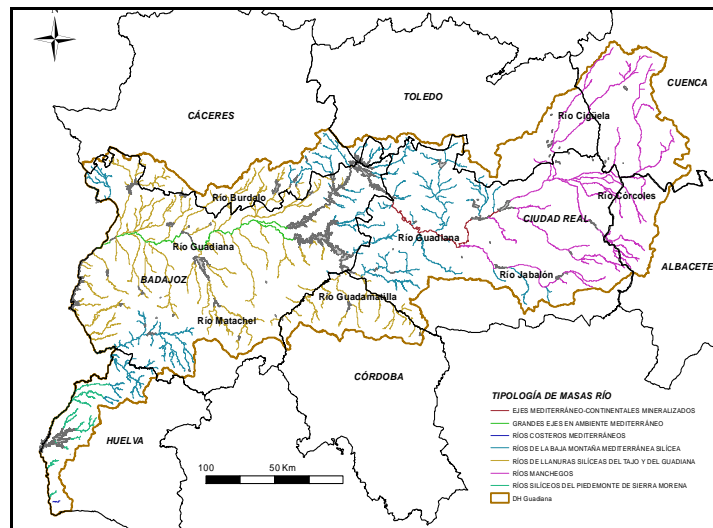 CUENCA
TOLEDO
CÁCERES
Río Cigüela
Río Burdalo
Río Córcoles
CIUDAD REAL
Río Guadiana
Río Guadiana
ALBACETE
Río Jabalón
BADAJOZ
Río Guadamatilla
Río Matachel
CÓRDOBA
HUELVA
TIPOLOGÍA DE MASAS RÍO
EJES MEDITERRÁNEO-CONTINENTALES MINERALIZADOS
GRANDES EJES EN AMBIENTE MEDITERRÁNEO
RÍOS COSTEROS MEDITERRÁNEOS
RÍOS DE LA BAJA MONTAÑA MEDITERRÁNEA SILÍCEA
RÍOS DE LLANURAS SILÍCEAS DEL TAJO Y DEL GUADIANA
RÍOS MANCHEGOS
RÍOS SILÍCEOS DEL PIEDEMONTE DE SIERRA MORENA
DH Guadiana
100 50 Km